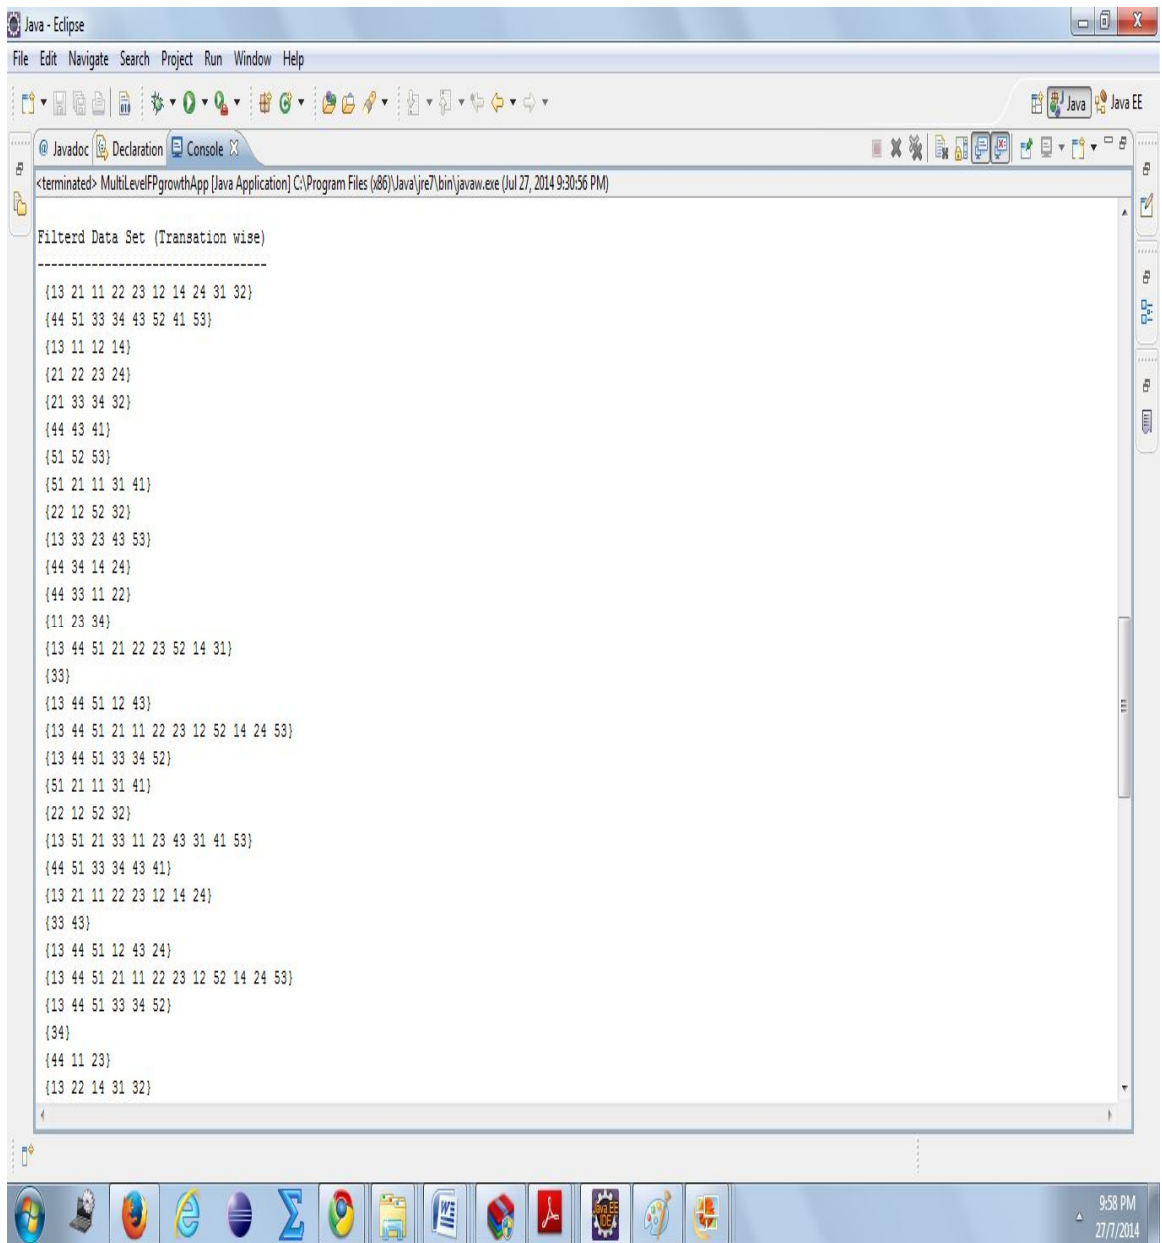 Java - Eclipse
File Edit Navigate Search Project Run Window Help
Java Java EE
@ Javadoc Declaration Console
<terminated> MultiLevelFPgrowthApp [Java Application] C:\Program Files (x86)\Java\jre7\bin\javaw.exe (Jul 27, 2014 9:30:56 PM)
Filterd Data Set (Transation wise)
----------------------------------
{13 21 11 22 23 12 14 24 31 32}
{44 51 33 34 43 52 41 53}
{13 11 12 14}
{21 22 23 24}
{21 33 34 32}
{44 43 41}
{51 52 53}
{51 21 11 31 41}
{22 12 52 32}
{13 33 23 43 53}
{44 34 14 24}
{44 33 11 22}
{11 23 34}
{13 44 51 21 22 23 52 14 31}
{33}
{13 44 51 12 43}
{13 44 51 21 11 22 23 12 52 14 24 53}
{13 44 51 33 34 52}
{51 21 11 31 41}
{22 12 52 32}
{13 51 21 33 11 23 43 31 41 53}
{44 51 33 34 43 41}
{13 21 11 22 23 12 14 24}
{33 43}
{13 44 51 12 43 24}
{13 44 51 21 11 22 23 12 52 14 24 53}
{13 44 51 33 34 52}
{34}
{44 11 23}
{13 22 14 31 32}
9:58 PM
27/7/2014